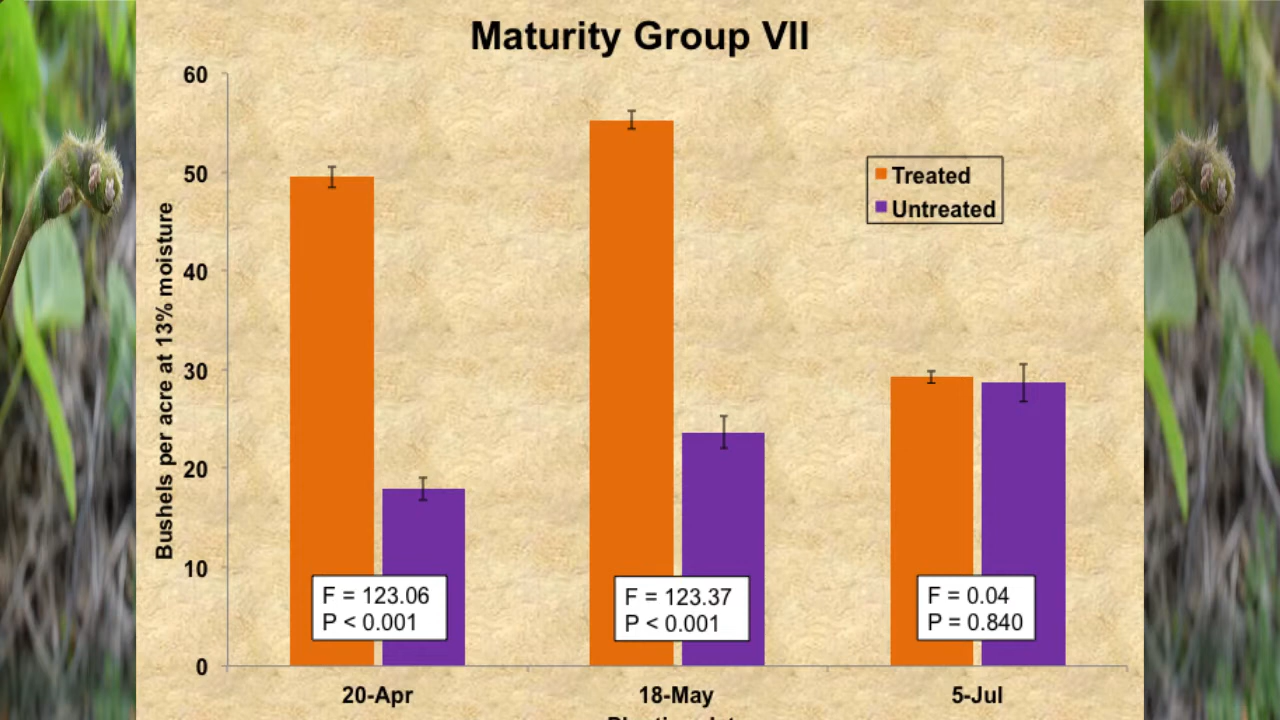 Maturity Group VII
60
50
40
30
20
10
0
Bushels per acre at 13% moisture
Treated
Untreated
F = 123.06
P < 0.001
F = 123.37
P < 0.001
F = 0.04
P = 0.840
20-Apr
18-May
5-Jul